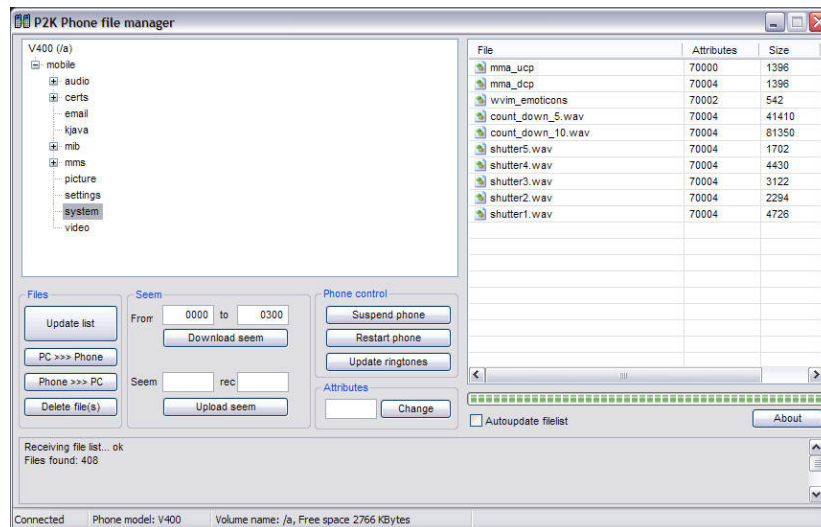 P2K Phone file manager
V400 (/a)
mobile
audio
certs
email
kjava
mib
mms
picture
settings
system
video
File Attributes Size
mma_ucp 70000 1396
mma_dcp 70004 1396
wvim_emoticons 70002 542
count_down_5.wav 70004 41410
count_down_10.wav 70004 81350
shutter5.wav 70004 1702
shutter4.wav 70004 4430
shutter3.wav 70004 3122
shutter2.wav 70004 2294
shutter1.wav 70004 4726
Files
Update list
PC >>> Phone
Phone >>> PC
Delete file(s)
Seem
From 0000 to 0300
Download seem
Seem rec
Upload seem
Phone control
Suspend phone
Restart phone
Update ringtones
Attributes
Change
Autoupdate filelist
About
Receiving file list... ok
Files found: 408
Connected Phone model: V400 Volume name: /a, Free space 2766 KBytes